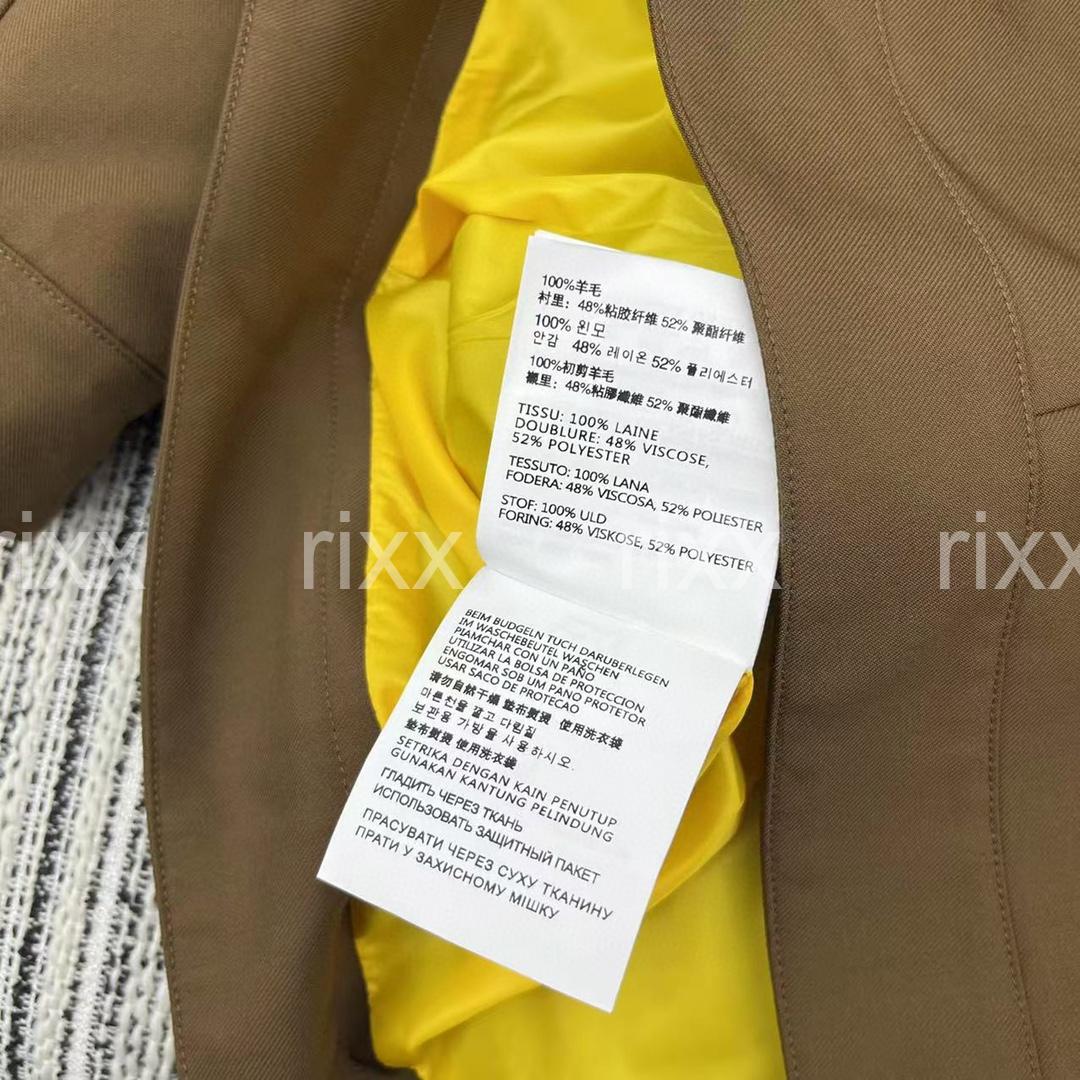 100%羊毛
村里: 48%粘胶纤维 52% 聚酯纤维
100% 왼모
안감 48% 레이온 52% 폴리에스터
100%初剪羊毛
襯里: 48%粘膠纖維 52% 聚酯纖維
TISSU: 100% LAINE
DOUBLURE: 48% VISCOSE,
52% POLYESTER
TESSUTO: 100% LANA
FODERA: 48% VISCOSA, 52% POLIESTER
STOF: 100% ULD
FORING: 48% VISKOSE, 52% POLYESTER
rixx rixx rixx rixx
BEIM BUDGELN TUCH DARUBERLEGEN
IM WASCHEBEUTEL WASCHEN
PIAMCHAR CON UN PAÑO
UTILIZAR LA BOLSA DE PROTECCION
ENGOMAR SOB UM PANO PROTETOR
USAR SACO DE PROTECAO
請勿自然干燥 墊布熨燙 使用洗衣袋
마른천을 깔고 다림질
보관용 가방을 사용하시오.
墊布熨燙 使用洗衣袋
SETRIKA DENGAN KAIN PENUTUP
GUNAKAN KANTUNG PELINDUNG
ГЛАДИТЬ ЧЕРЕЗ ТКАНЬ
ИСПОЛЬЗОВАТЬ ЗАЩИТНЫЙ ПАКЕТ
ПРАСУВАТИ ЧЕРЕЗ СУХУ ТКАНИНУ
ПРАТИ У ЗАХИСНОМУ МІШКУ